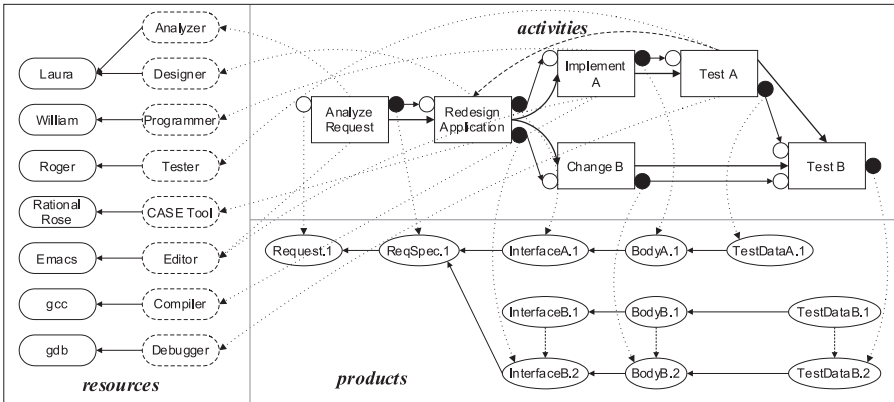 Analyzer
Laura
Designer
William
Programmer
Roger
Tester
Rational
Rose
CASE Tool
Emacs
Editor
gcc
Compiler
gdb
Debugger
resources
activities
Analyze
Request
Redesign
Application
Implement
A
Test A
Change B
Test B
Request.1
ReqSpec.1
InterfaceA.1
BodyA.1
TestDataA.1
InterfaceB.1
BodyB.1
TestDataB.1
InterfaceB.2
BodyB.2
TestDataB.2
products